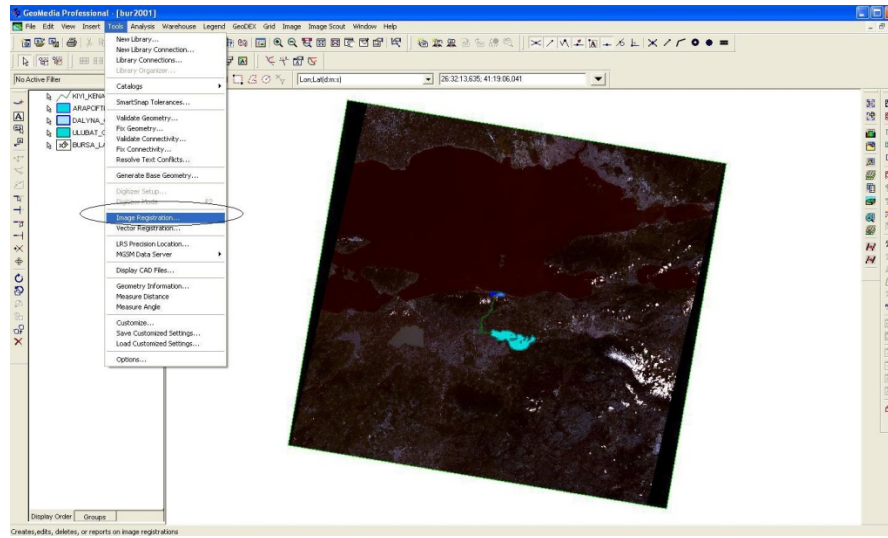 GeoMedia Professional - [bur2001]
File Edit View Insert Tools Analysis Warehouse Legend GeoDEX Grid Image Image Scout Window Help
No Active Filter
Lon,Lat(d:m:s)
26:32:13,635; 41:19:06,041
KIYI_KENA
ARAPCIFT
DALYNA_
ULUBAT_
BURSA_LA
New Library...
New Library Connection...
Library Connections...
Library Organizer...
Catalogs
SmartSnap Tolerances...
Validate Geometry...
Fix Geometry...
Validate Connectivity...
Fix Connectivity...
Resolve Text Conflicts...
Generate Base Geometry...
Digitizer Setup...
Digitizer Mode
Image Registration...
Vector Registration...
LRS Precision Location...
MGSM Data Server
Display CAD Files...
Geometry Information...
Measure Distance
Measure Angle
Customize...
Save Customized Settings...
Load Customized Settings...
Options...
Display Order Groups
Creates,edits, deletes, or reports on image registrations